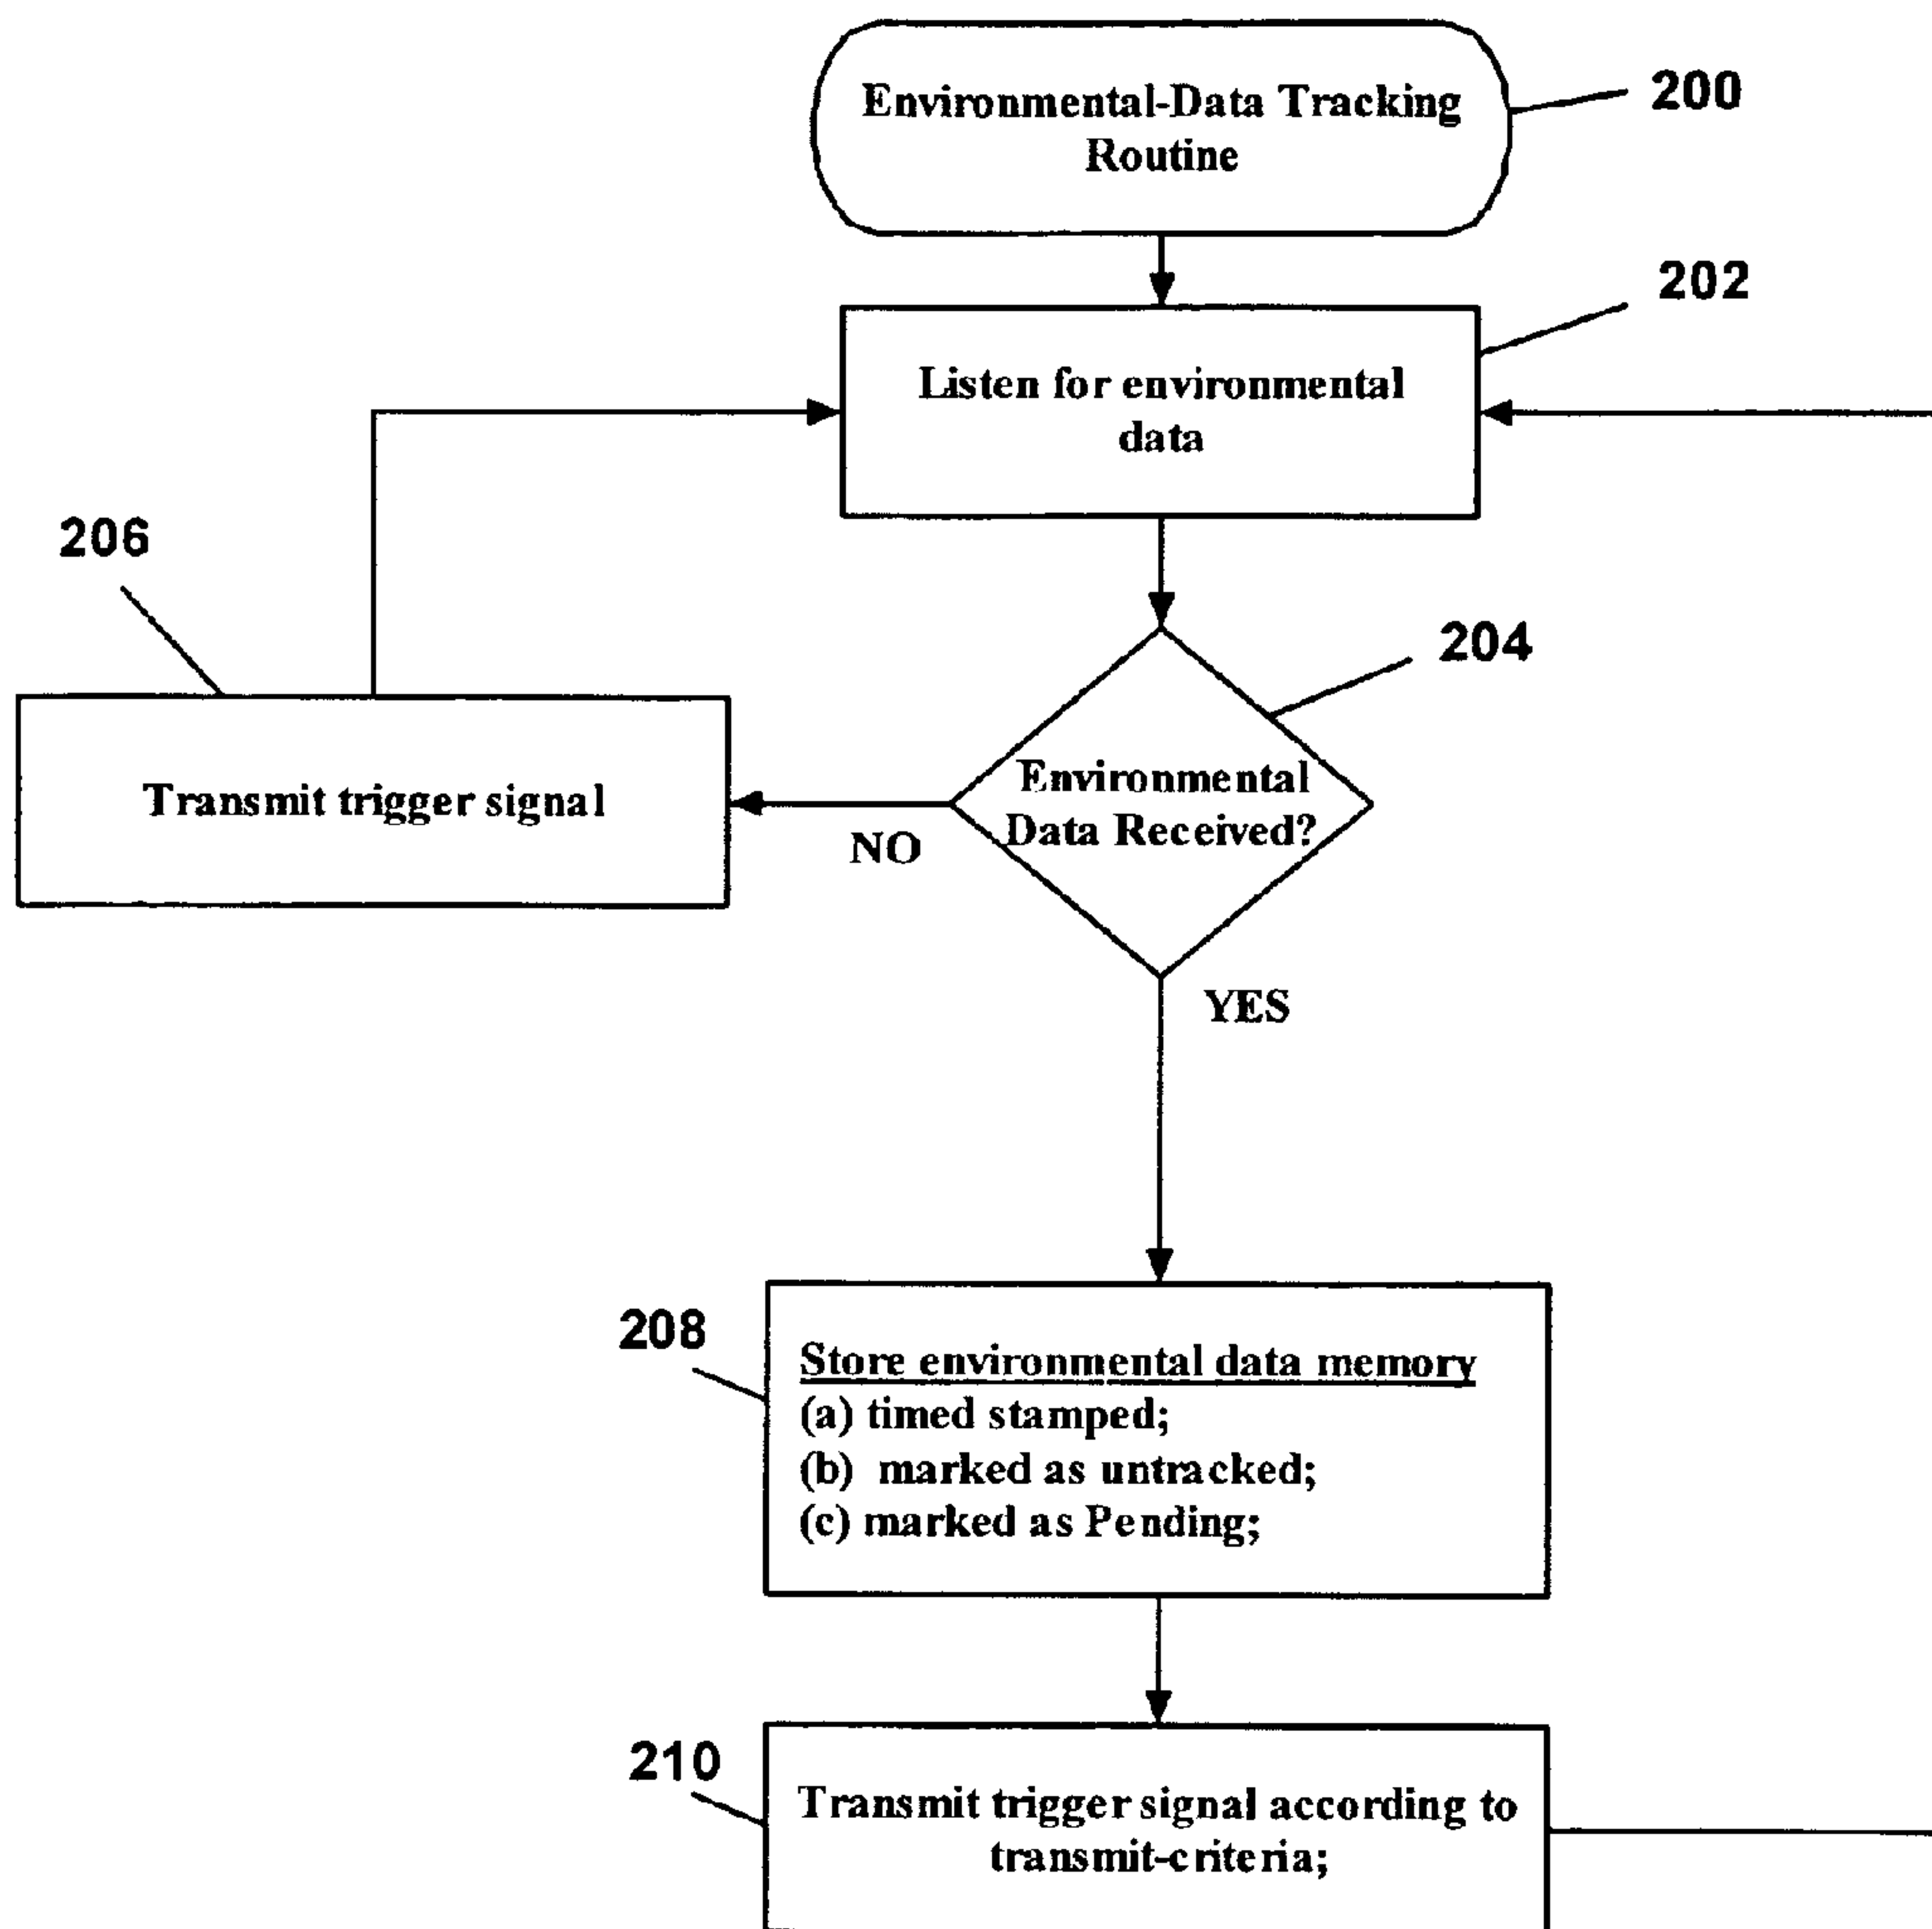 Environmental-Data Tracking
Routine
200
202
Listen for environmental
data
206
204
Transmit trigger signal
Environmental
Data Received?
NO
YES
208
Store environmental data memory
(a) timed stamped;
(b) marked as untracked;
(c) marked as Pending;
210
Transmit trigger signal according to
transmit-criteria;